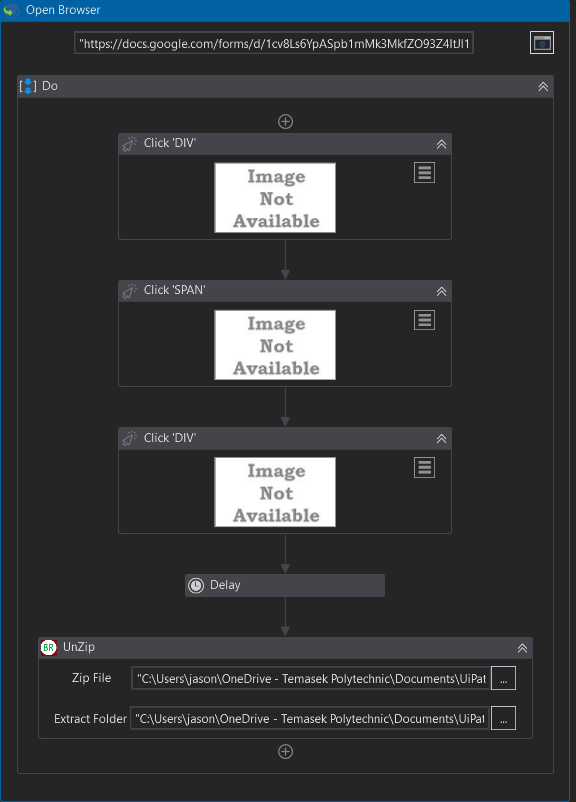 Open Browser
"https://docs.google.com/forms/d/1cv8Ls6YpASpb1mMk3MkfZO93Z4ItJI1
Do
Click 'DIV'
Image
Not
Available
Click 'SPAN'
Image
Not
Available
Click 'DIV'
Image
Not
Available
Delay
BR UnZip
Zip File "C:\Users\jason\OneDrive - Temasek Polytechnic\Documents\UiPat ...
Extract Folder "C:\Users\jason\OneDrive - Temasek Polytechnic\Documents\UiPat ...